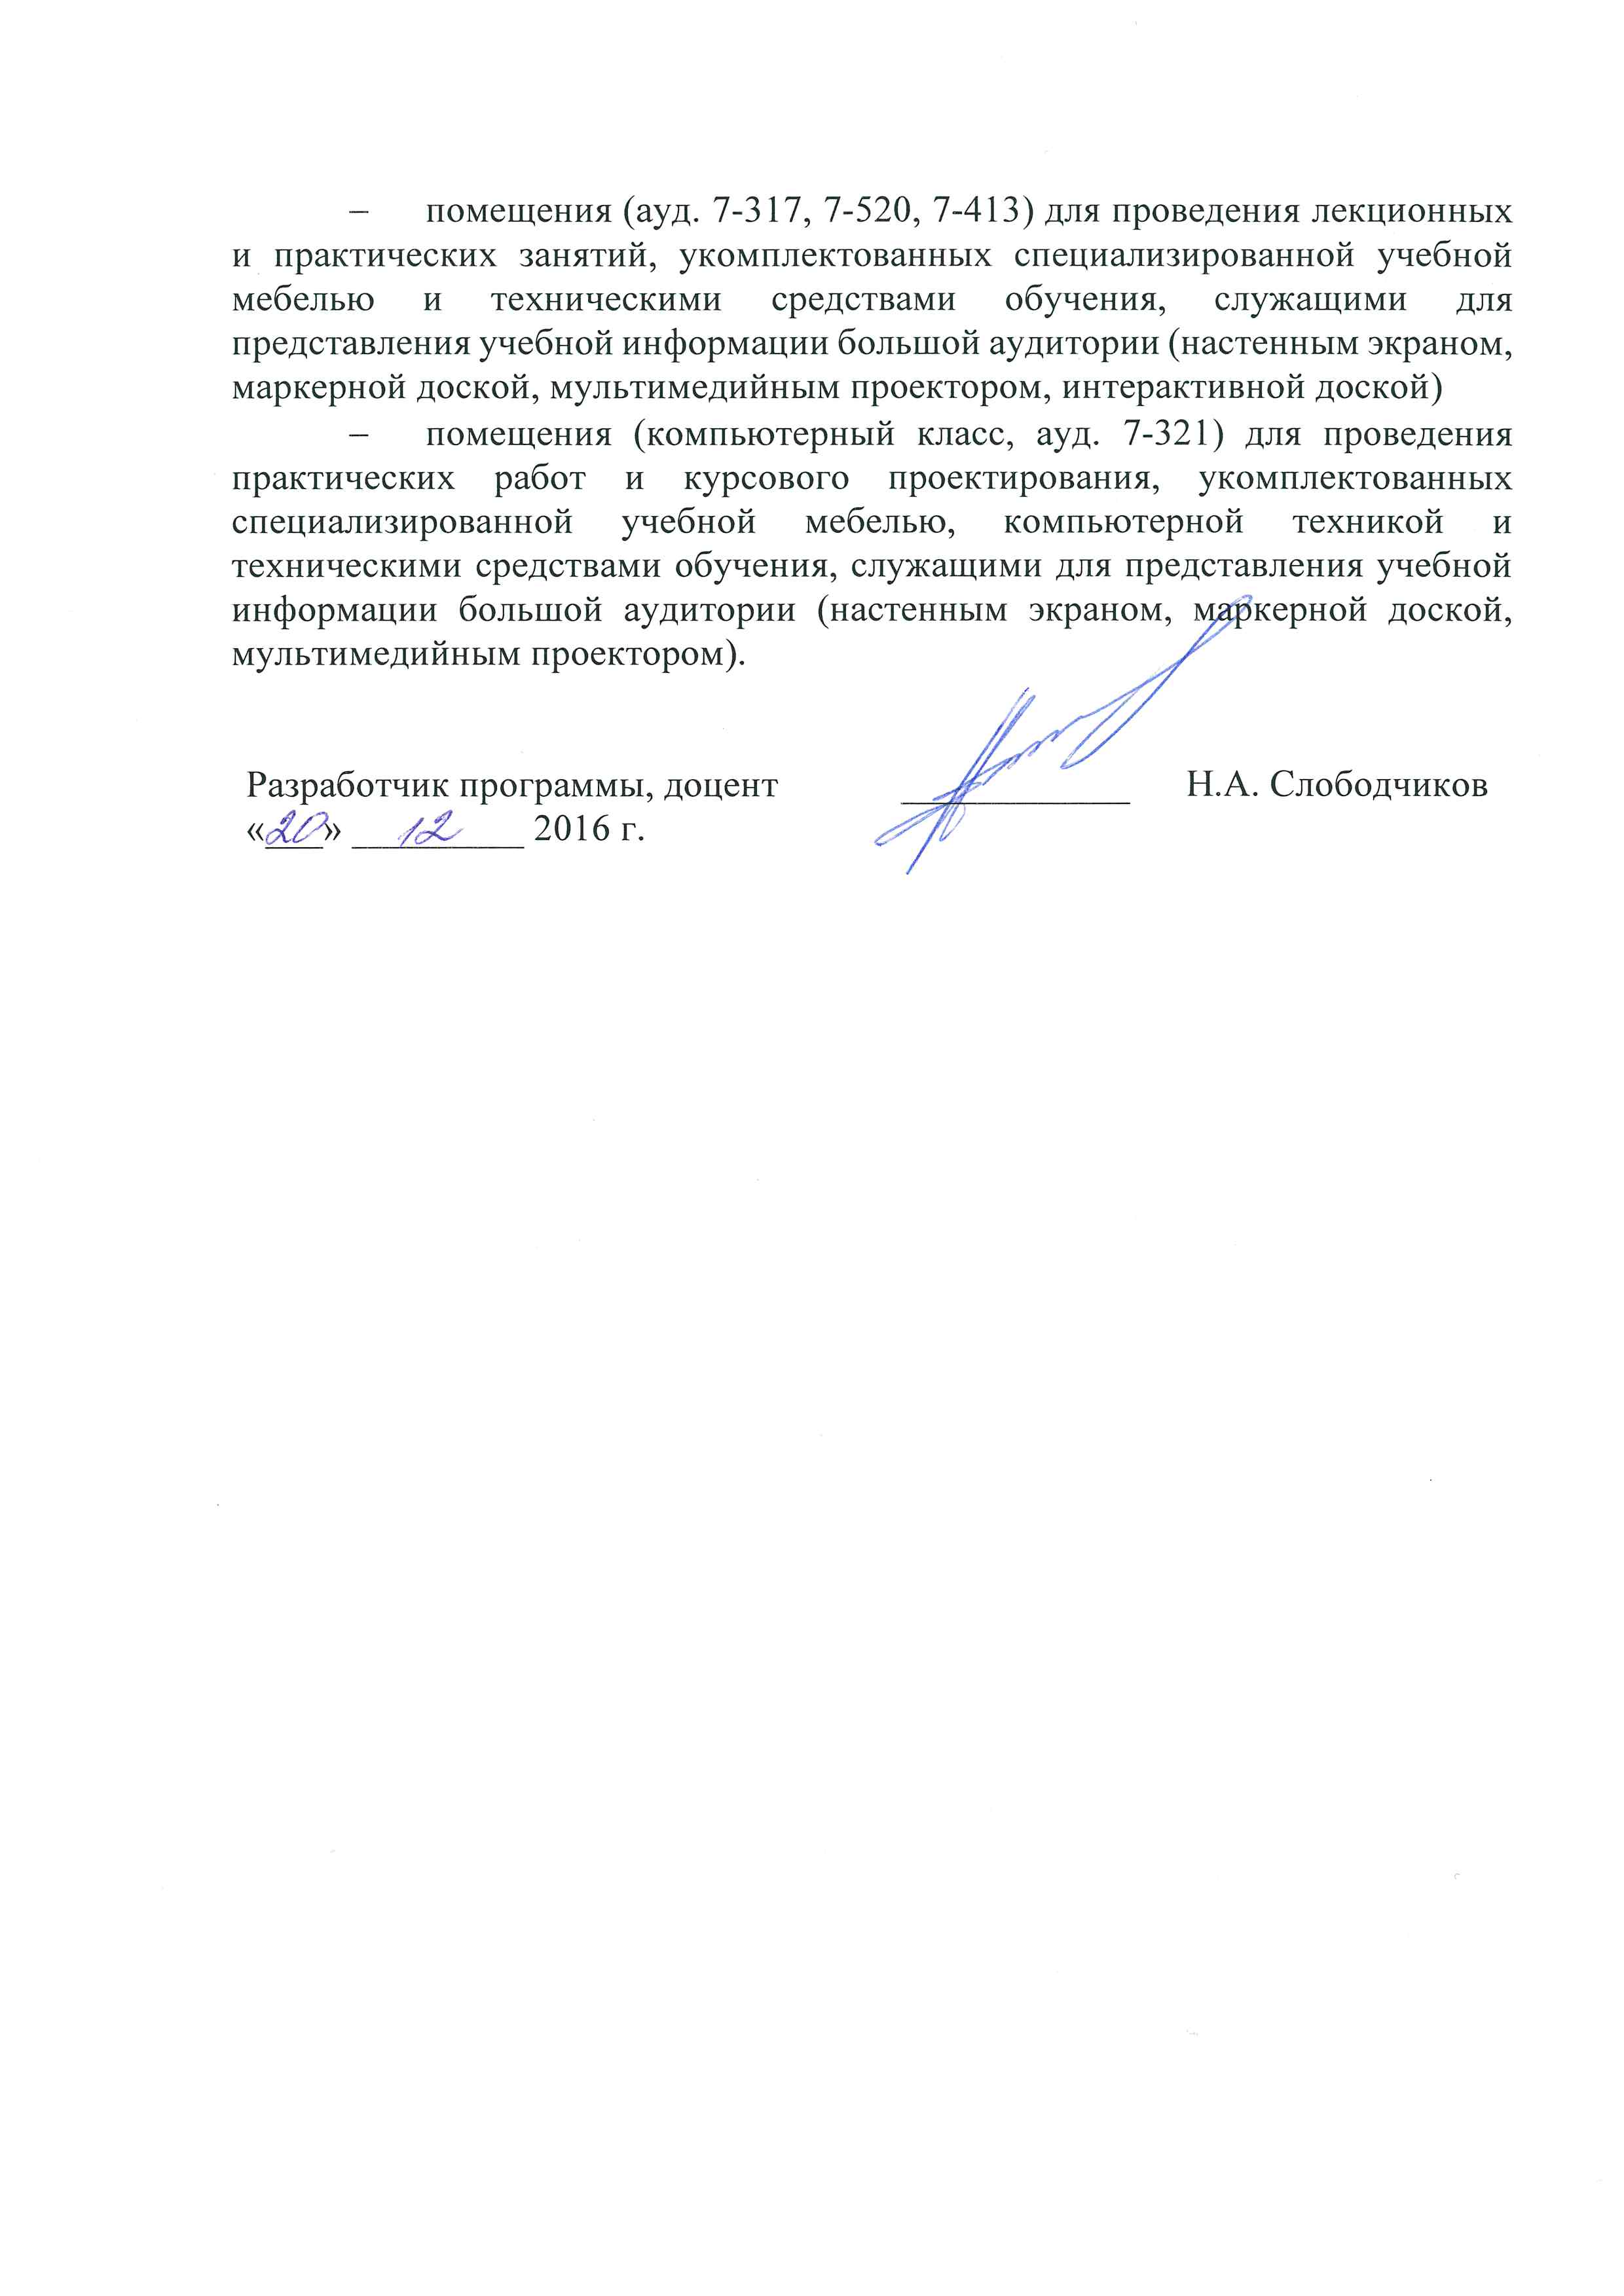 – помещения (ауд. 7-317, 7-520, 7-413) для проведения лекционных
и практических занятий, укомплектованных специализированной учебной
мебелью и техническими средствами обучения, служащими для
представления учебной информации большой аудитории (настенным экраном,
маркерной доской, мультимедийным проектором, интерактивной доской)
– помещения (компьютерный класс, ауд. 7-321) для проведения
практических работ и курсового проектирования, укомплектованных
специализированной учебной мебелью, компьютерной техникой и
техническими средствами обучения, служащими для представления учебной
информации большой аудитории (настенным экраном, маркерной доской,
мультимедийным проектором).
Разработчик программы, доцент ____________ Н.А. Слободчиков
«20» 12 2016 г.